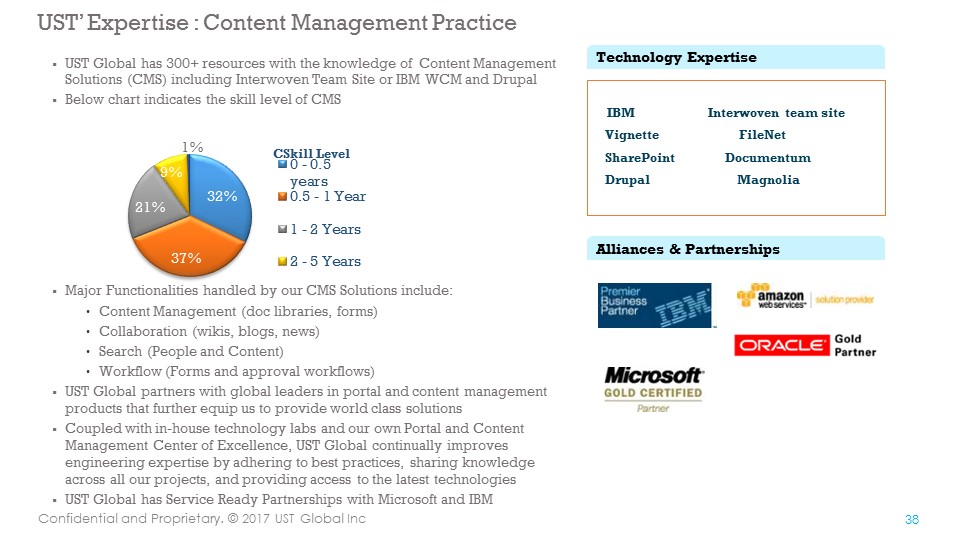 UST’ Expertise : Content Management Practice
▪ UST Global has 300+ resources with the knowledge of Content Management
Solutions (CMS) including Interwoven Team Site or IBM WCM and Drupal
▪ Below chart indicates the skill level of CMS
1%
9%
32%
21%
37%
CSkill Level
0 - 0.5
years
0.5 - 1 Year
1 - 2 Years
2 - 5 Years
▪ Major Functionalities handled by our CMS Solutions include:
• Content Management (doc libraries, forms)
• Collaboration (wikis, blogs, news)
• Search (People and Content)
• Workflow (Forms and approval workflows)
▪ UST Global partners with global leaders in portal and content management
products that further equip us to provide world class solutions
▪ Coupled with in-house technology labs and our own Portal and Content
Management Center of Excellence, UST Global continually improves
engineering expertise by adhering to best practices, sharing knowledge
across all our projects, and providing access to the latest technologies
▪ UST Global has Service Ready Partnerships with Microsoft and IBM
Technology Expertise
IBM Interwoven team site
Vignette FileNet
SharePoint Documentum
Drupal Magnolia
Alliances & Partnerships
Premier
Business
Partner
IBM®
™
amazon
web services™
solution provider
ORACLE®
Gold
Partner
Microsoft®
GOLD CERTIFIED
Partner
Confidential and Proprietary. © 2017 UST Global Inc
38